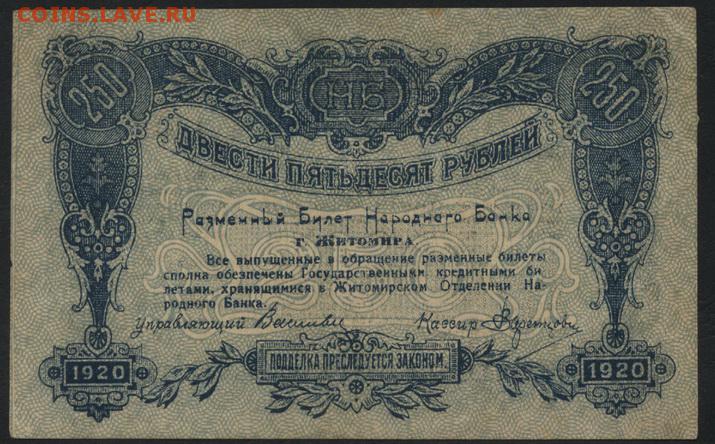 COINS.LAVE.RU
250 НБ 250
ДВЕСТИ ПЯТЬДЕСЯТ РУБЛЕЙ
Разменный Билет Народного Банка
г. Житомира.
Все выпущенные в обращение разменные билеты
сполна обезпечены Государственными кредитными би-
летами, хранящимися в Житомирском Отделении На-
родного Банка.
Управляющий Кассир
ПОДДЕЛКА ПРЕСЛЕДУЕТСЯ ЗАКОНОМ.
1920 1920